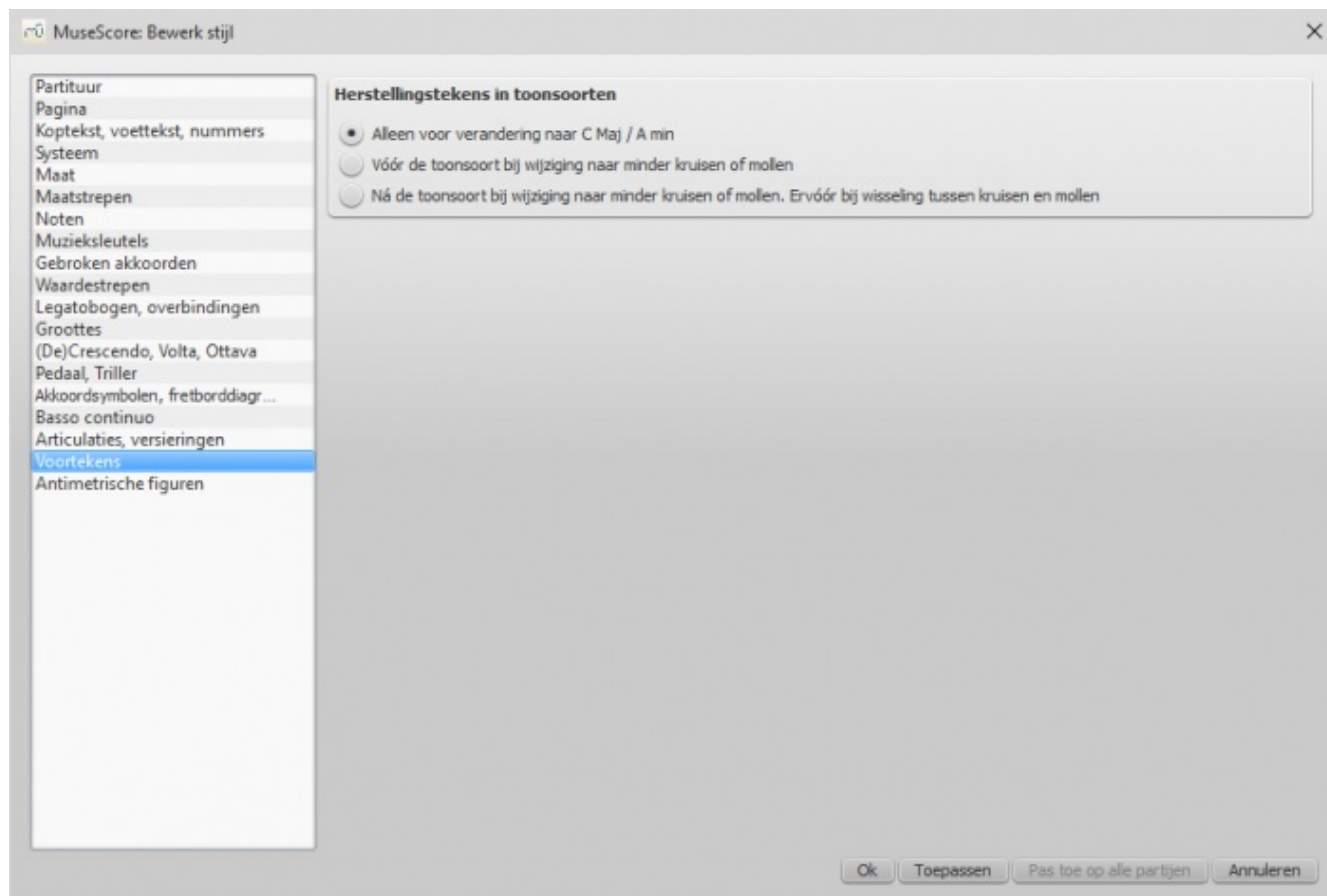 MuseScore: Bewerk stijl
Partituur
Pagina
Koptekst, voettekst, nummers
Systeem
Maat
Maatstrepen
Noten
Muzieksleutels
Gebroken akkoorden
Waardestrepen
Legatobogen, overbindingen
Groottes
(De)Crescendo, Volta, Ottava
Pedaal, Triller
Akkoordsymbolen, fretborddiagr...
Basso continuo
Articulaties, versieringen
Voortekens
Antimetrische figuren
Herstellingstekens in toonsoorten
Alleen voor verandering naar C Maj / A min
Vóór de toonsoort bij wijziging naar minder kruisen of mollen
Ná de toonsoort bij wijziging naar minder kruisen of mollen. Ervóór bij wisseling tussen kruisen en mollen
Ok Toepassen Pas toe op alle partijen Annuleren